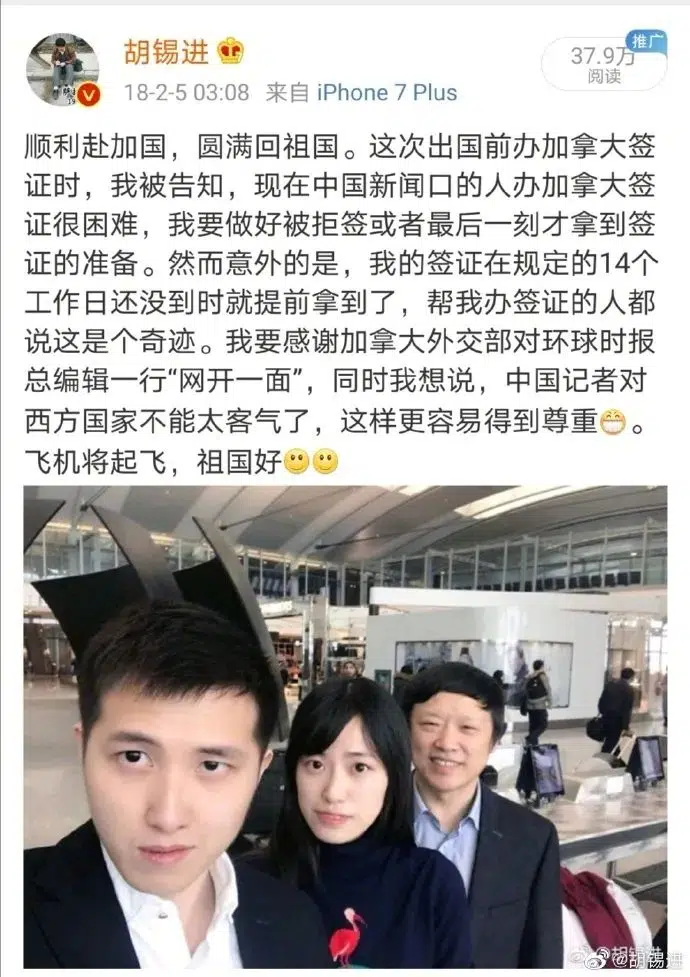 胡锡进
推广
37.9万
阅读
18-2-5 03:08 来自 iPhone 7 Plus
顺利赴加国，圆满回祖国。这次出国前办加拿大签
证时，我被告知，现在中国新闻口的人办加拿大签
证很困难，我要做好被拒签或者最后一刻才拿到签
证的准备。然而意外的是，我的签证在规定的14个
工作日还没到时就提前拿到了，帮我办签证的人都
说这是个奇迹。我要感谢加拿大外交部对环球时报
总编辑一行“网开一面”，同时我想说，中国记者对
西方国家不能太客气了，这样更容易得到尊重😁。
飞机将起飞，祖国好🙂🙂
@胡锡进
@胡锡进